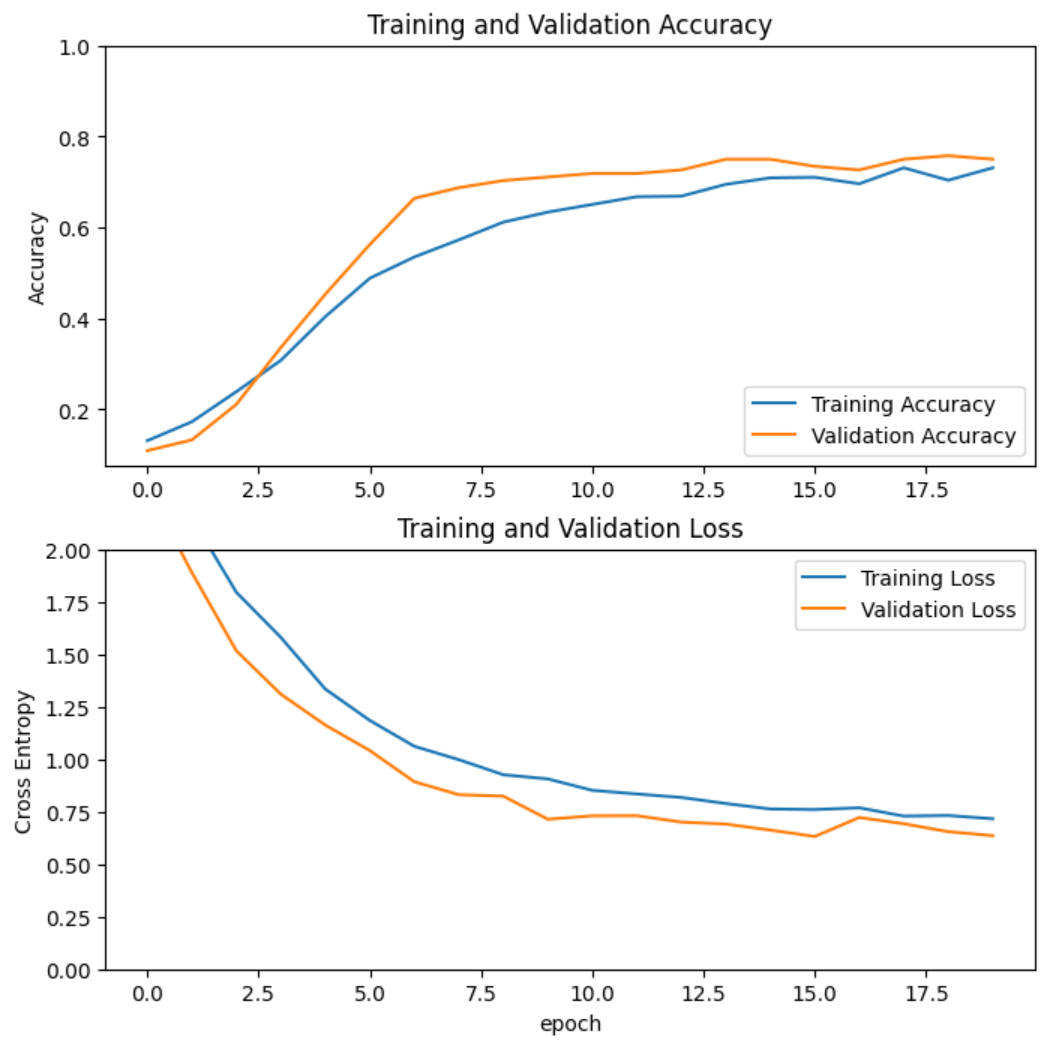 Training and Validation Accuracy
1.0
0.8
0.6
0.4
0.2
Accuracy
Training Accuracy
Validation Accuracy
0.0 2.5 5.0 7.5 10.0 12.5 15.0 17.5
Training and Validation Loss
2.00
1.75
1.50
1.25
1.00
0.75
0.50
0.25
0.00
Cross Entropy
Training Loss
Validation Loss
0.0 2.5 5.0 7.5 10.0 12.5 15.0 17.5
epoch